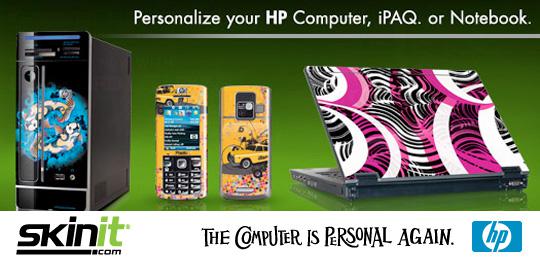 Personalize your HP Computer, iPAQ. or Notebook.
skinit®
.com
THE COMPUTER IS PERSONAL AGAIN.
hp